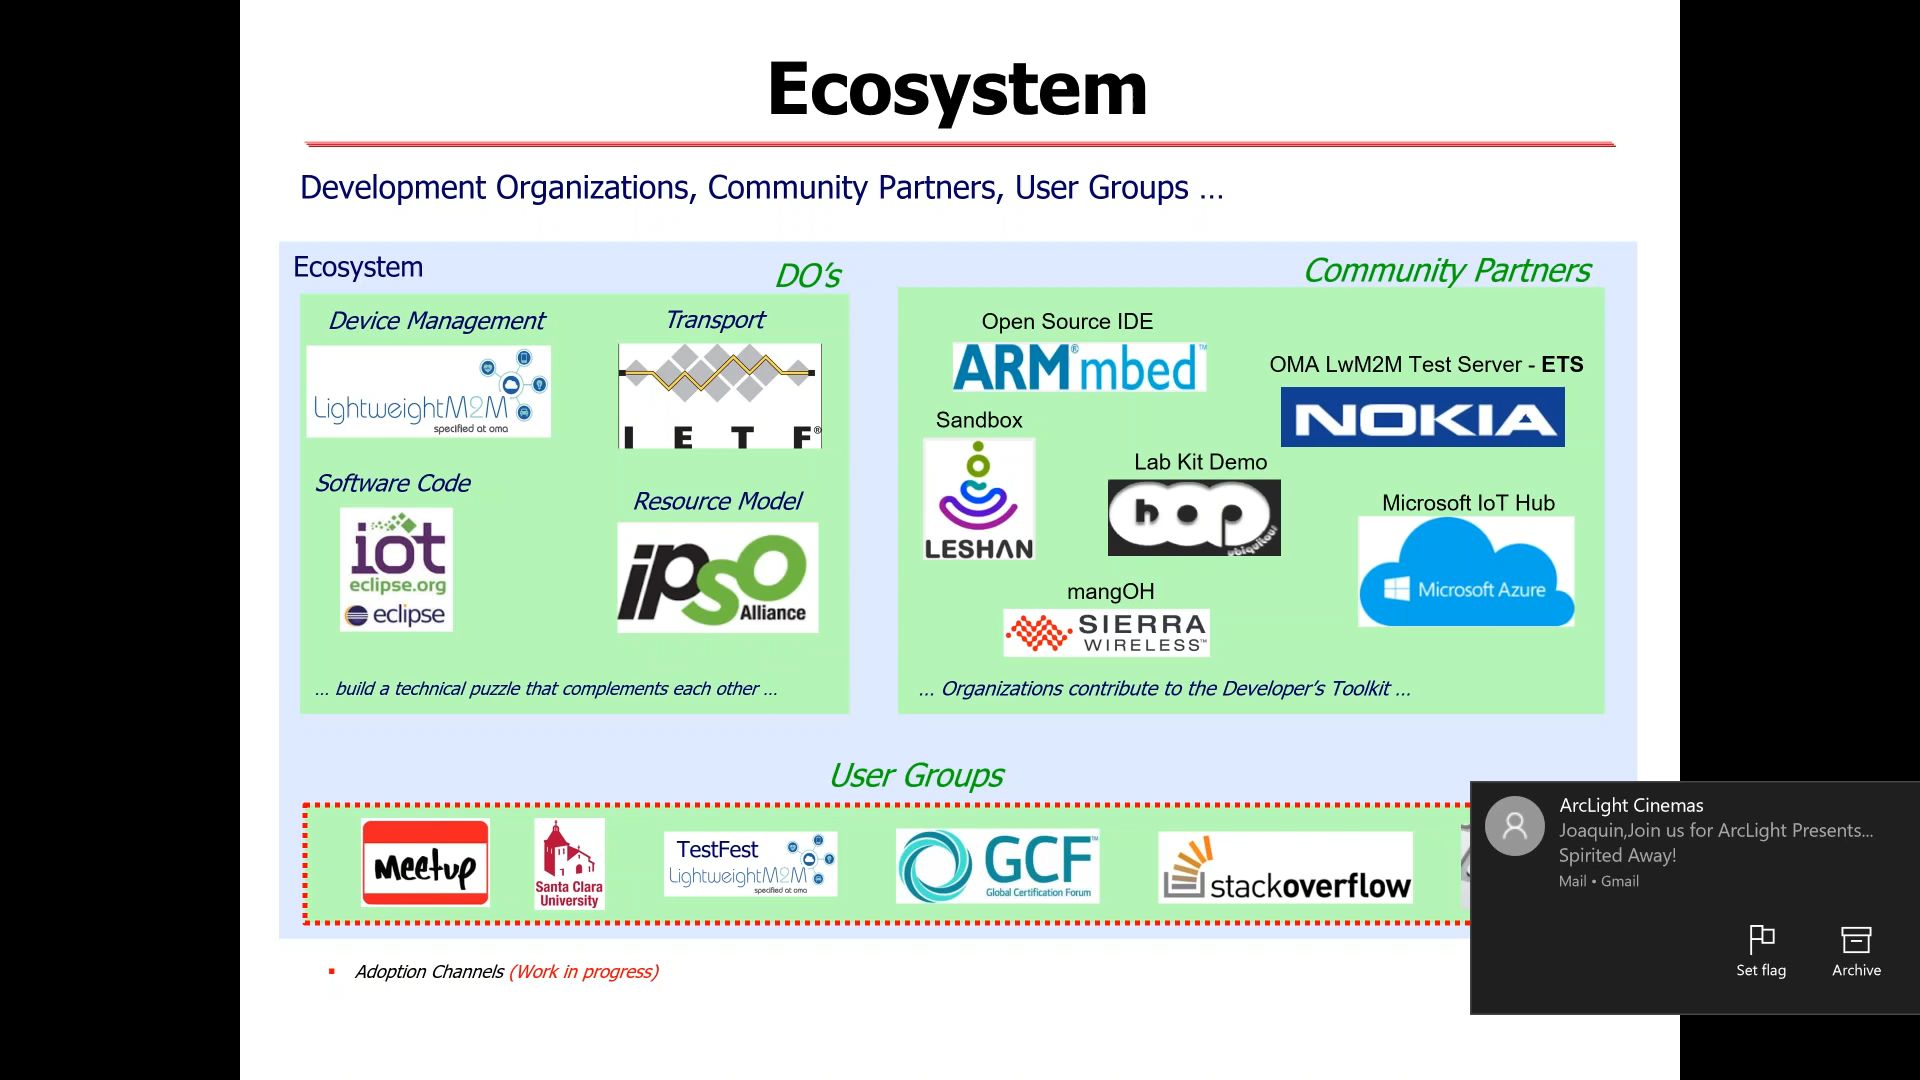 Ecosystem
Development Organizations, Community Partners, User Groups ...
Ecosystem
DO's
Device Management
Transport
LightweightM2M
specified at oma
I E T F®
Software Code
Resource Model
iot
eclipse.org
eclipse
ipso
Alliance
... build a technical puzzle that complements each other ...
Community Partners
Open Source IDE
ARM®mbed™
OMA LwM2M Test Server - ETS
NOKIA
Sandbox
LESHAN
Lab Kit Demo
hop
ubiquitous
Microsoft IoT Hub
Microsoft Azure
mangOH
SIERRA
WIRELESS™
... Organizations contribute to the Developer's Toolkit ...
User Groups
Meetup
Santa Clara
University
TestFest
LightweightM2M
specified at oma
GCF
Global Certification Forum
stackoverflow
Adoption Channels (Work in progress)
ArcLight Cinemas
Joaquin,Join us for ArcLight Presents...
Spirited Away!
Mail • Gmail
Set flag
Archive